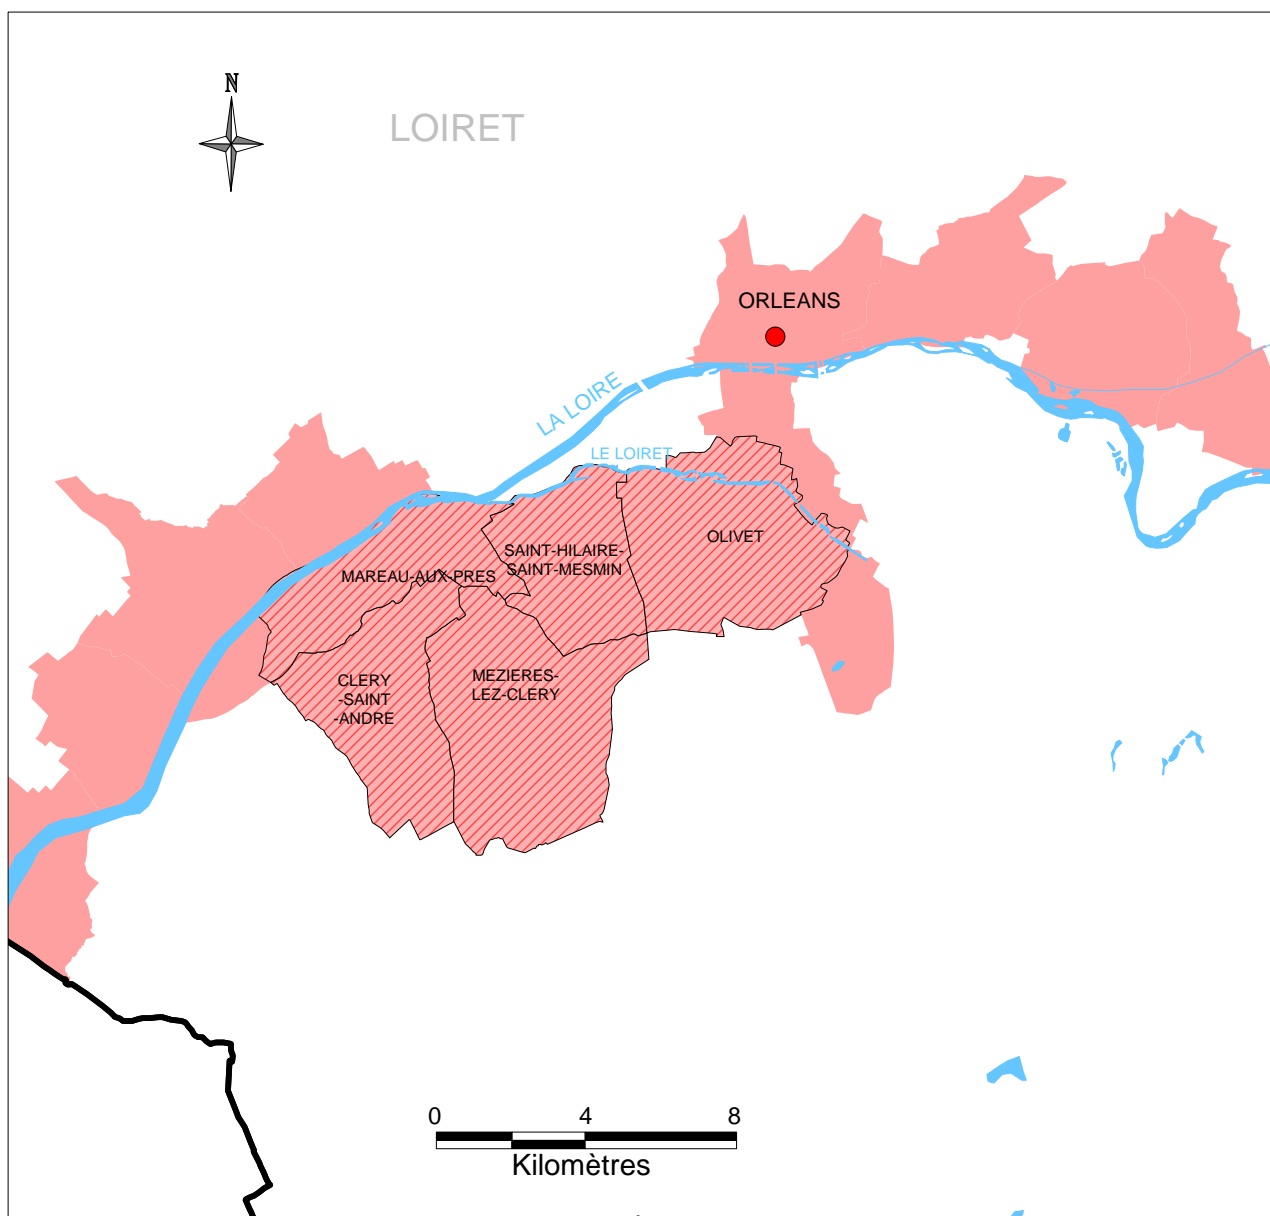 N
LOIRET
ORLEANS
LA LOIRE
LE LOIRET
OLIVET
SAINT-HILAIRE-
SAINT-MESMIN
MAREAU-AUX-PRES
CLERY
-SAINT
-ANDRE
MEZIERES-
LEZ-CLERY
0 4 8
Kilomètres